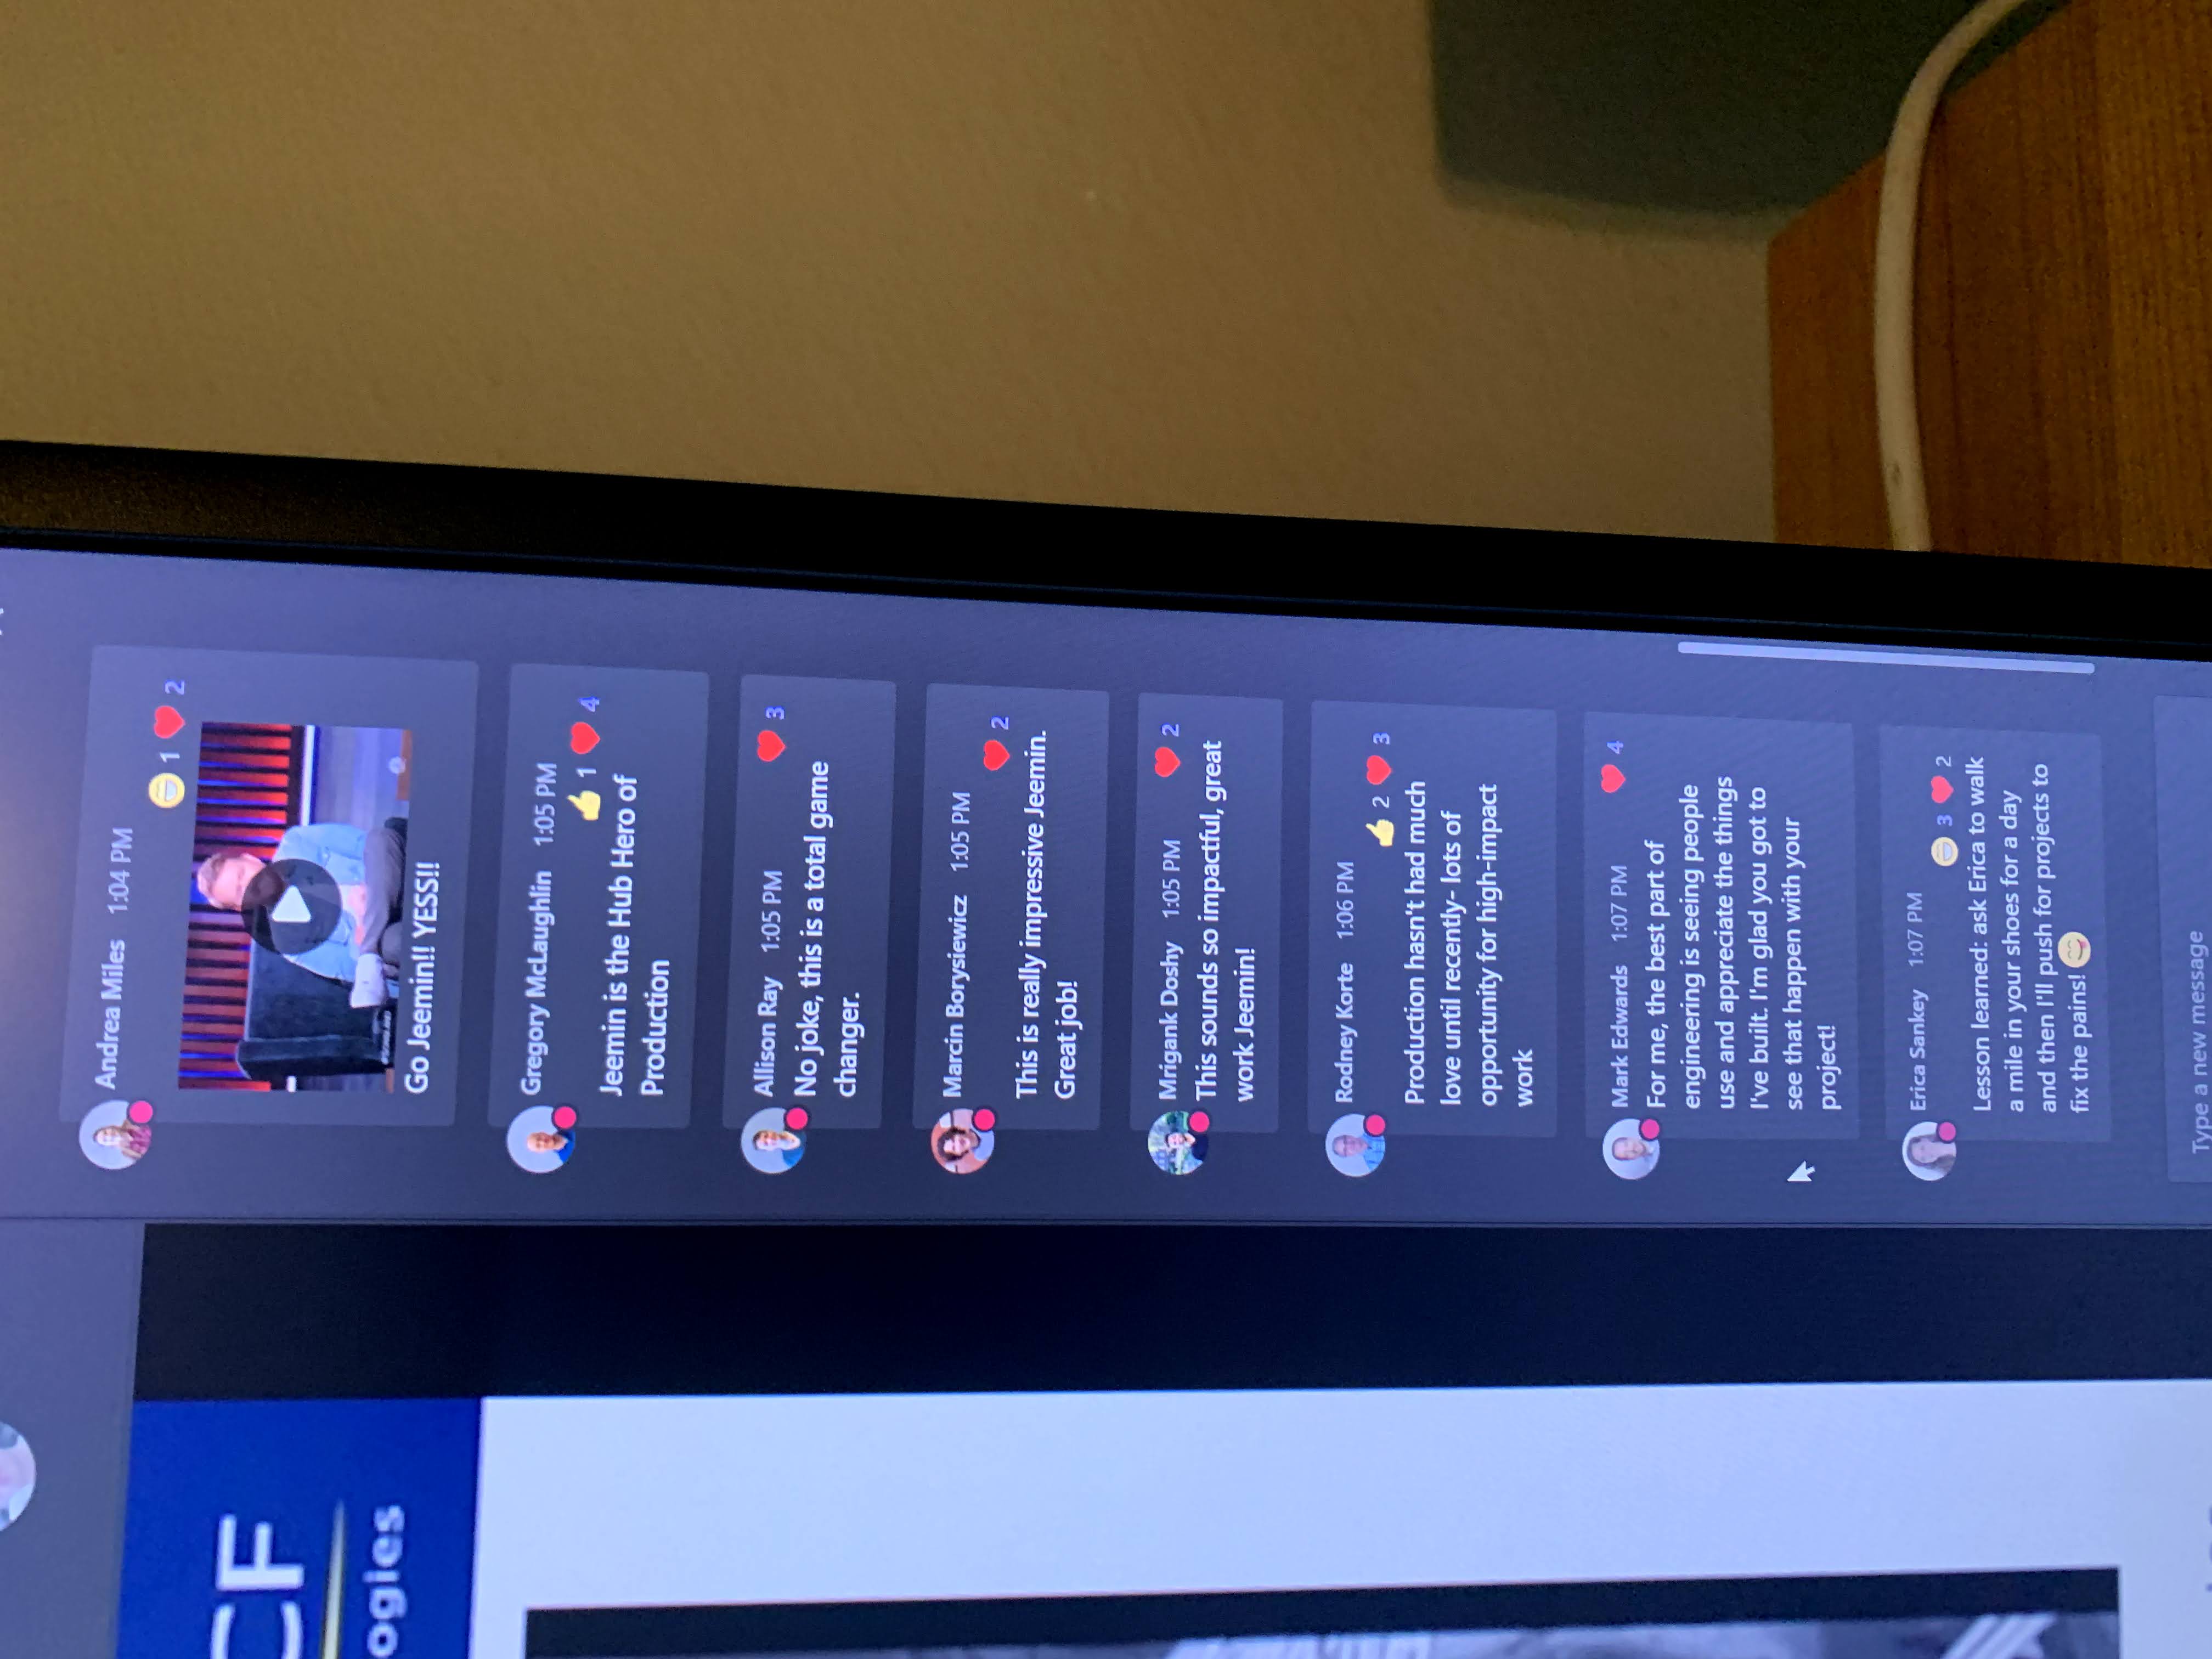 CF
ogies
Andrea Miles 1:04 PM
1 2
@SONGLAND
Go Jeemin!! YESS!!
Gregory McLaughlin 1:05 PM
1 4
Jeemin is the Hub Hero of
Production
Allison Ray 1:05 PM 3
No joke, this is a total game
changer.
Marcin Borysiewicz 1:05 PM
2
This is really impressive Jeemin.
Great job!
Mrigank Doshy 1:05 PM 2
This sounds so impactful, great
work Jeemin!
Rodney Korte 1:06 PM
2 3
Production hasn't had much
love until recently- lots of
opportunity for high-impact
work
Mark Edwards 1:07 PM 4
For me, the best part of
engineering is seeing people
use and appreciate the things
I've built. I'm glad you got to
see that happen with your
project!
Erica Sankey 1:07 PM
3 2
Lesson learned: ask Erica to walk
a mile in your shoes for a day
and then I'll push for projects to
fix the pains!
Type a new message